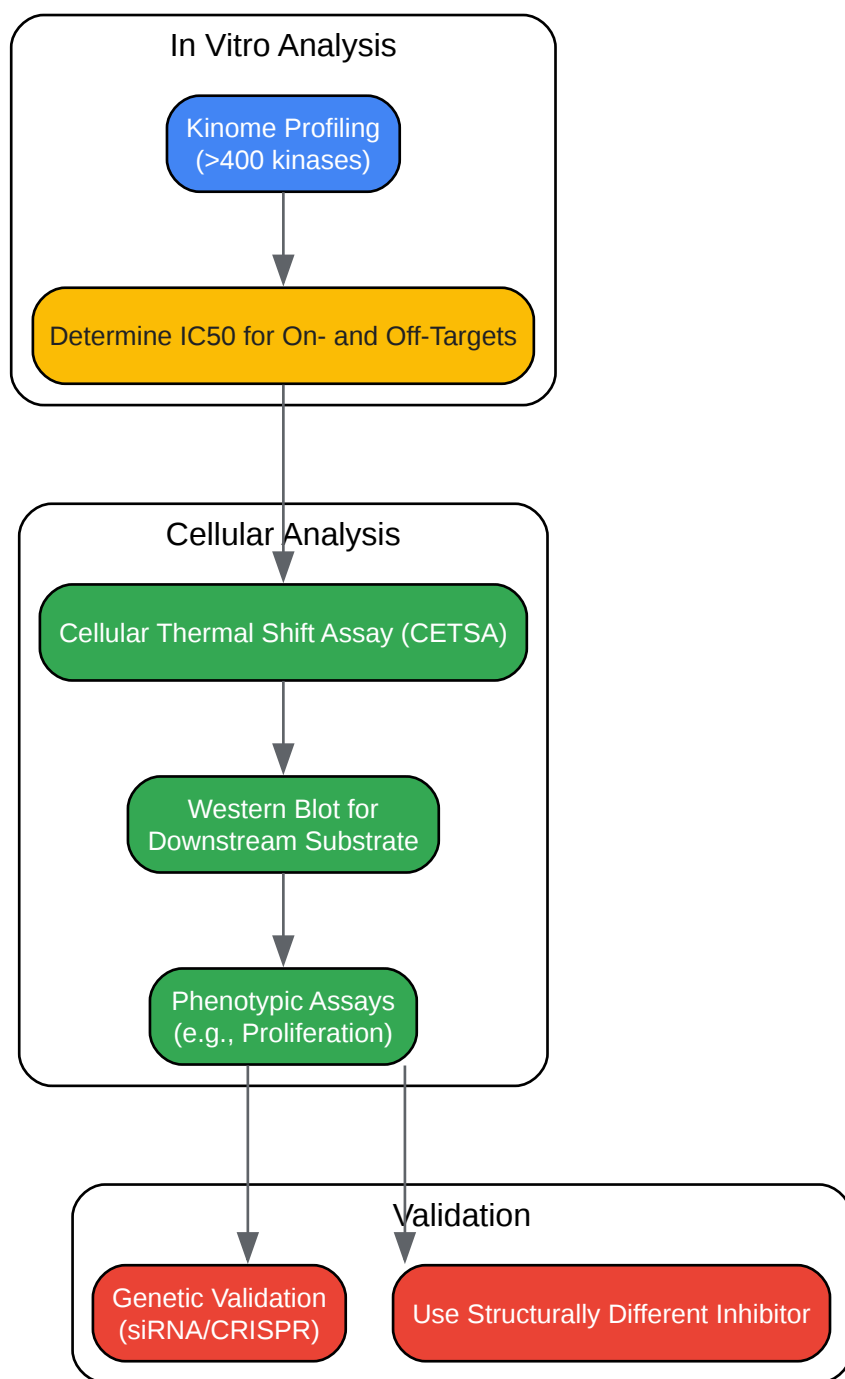 In Vitro Analysis
Kinome Profiling
(>400 kinases)
Determine IC50 for On- and Off-Targets
Cellular Analysis
Cellular Thermal Shift Assay (CETSA)
Western Blot for
Downstream Substrate
Phenotypic Assays
(e.g., Proliferation)
Validation
Genetic Validation
(siRNA/CRISPR)
Use Structurally Different Inhibitor